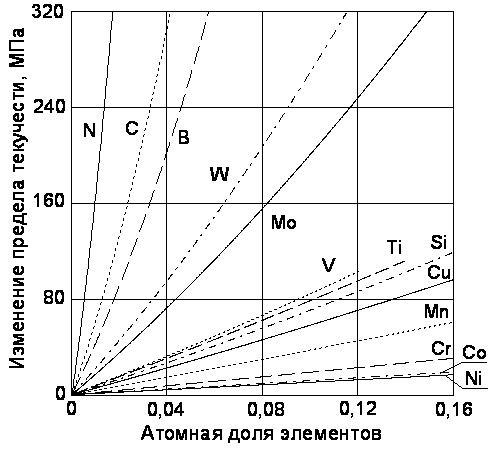 Изменение предела текучести, МПа
320
240
160
80
0
N
C
B
W
Mo
V
Ti
Si
Cu
Mn
Cr
Co
Ni
0 0,04 0,08 0,12 0,16
Атомная доля элементов